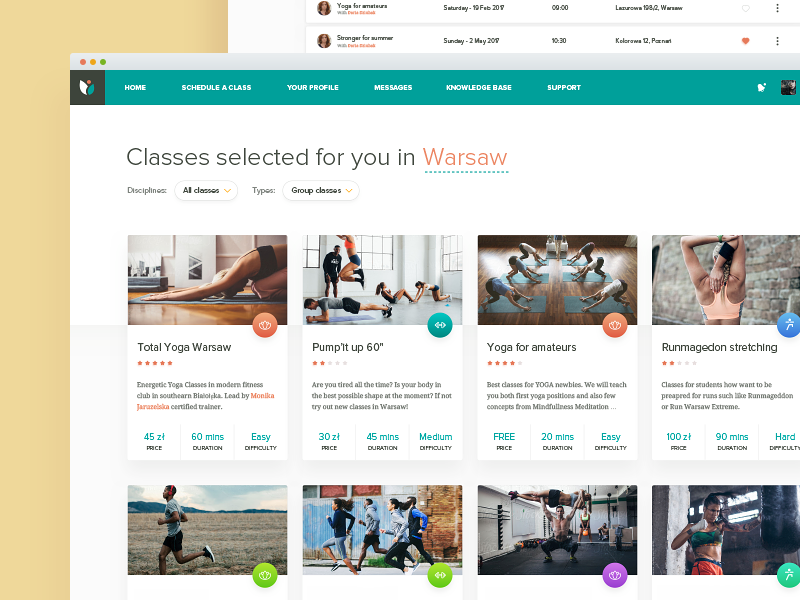 Yoga for amateurs
With
Saturday - 19 Feb 2017
09:00
Lazurowa 198/2, Warsaw
Stronger for summer
With
Sunday - 2 May 2017
10:30
Kolorowa 12, Poznań
HOME
SCHEDULE A CLASS
YOUR PROFILE
MESSAGES
KNOWLEDGE BASE
SUPPORT
Classes selected for you in Warsaw
Disciplines:
All classes
Types:
Group classes
Total Yoga Warsaw
Energetic Yoga Classes in modern fitness
club in southearn Białołęka. Lead by Monika
Jaruzelska certified trainer.
45 zł
PRICE
60 mins
DURATION
Easy
DIFFICULTY
Pump'it up 60"
Are you tired all the time? Is your body in
the best possible shape at the moment? If not
try out new classes in Warsaw!
30 zł
PRICE
45 mins
DURATION
Medium
DIFFICULTY
Yoga for amateurs
Best classes for YOGA newbies. We will teach
you both first yoga positions and also few
concepts from Mindfullness Meditation ...
FREE
PRICE
20 mins
DURATION
Easy
DIFFICULTY
Runmagedon stretching
Classes for students how want to be
preapred for runs such like Runmageddon
or Run Warsaw Extreme.
100 zł
PRICE
90 mins
DURATION
Hard
DIFFICULTY